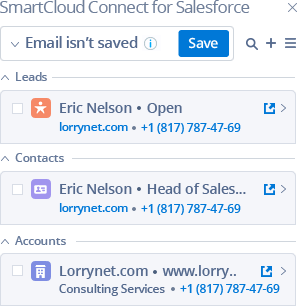 SmartCloud Connect for Salesforce
Email isn't saved Save
Leads
Eric Nelson • Open
lorrynet.com • +1 (817) 787-47-69
Contacts
Eric Nelson • Head of Sales...
lorrynet.com • +1 (817) 787-47-69
Accounts
Lorrynet.com • www.lorry..
Consulting Services • +1 (817) 787-47-69